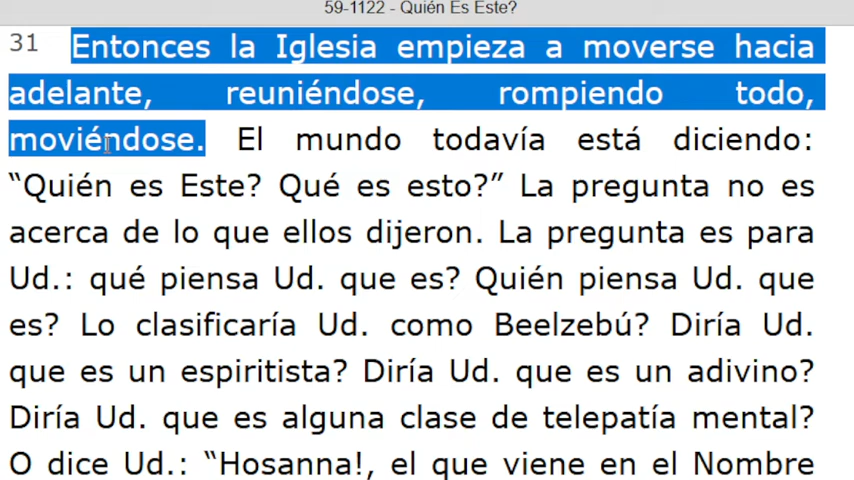 59-1122 - Quién Es Este?
31 Entonces la Iglesia empieza a moverse hacia
adelante, reuniéndose, rompiendo todo,
moviéndose. El mundo todavía está diciendo:
“Quién es Este? Qué es esto?” La pregunta no es
acerca de lo que ellos dijeron. La pregunta es para
Ud.: qué piensa Ud. que es? Quién piensa Ud. que
es? Lo clasificaría Ud. como Beelzebú? Diría Ud.
que es un espiritista? Diría Ud. que es un adivino?
Diría Ud. que es alguna clase de telepatía mental?
O dice Ud.: “Hosanna!, el que viene en el Nombre